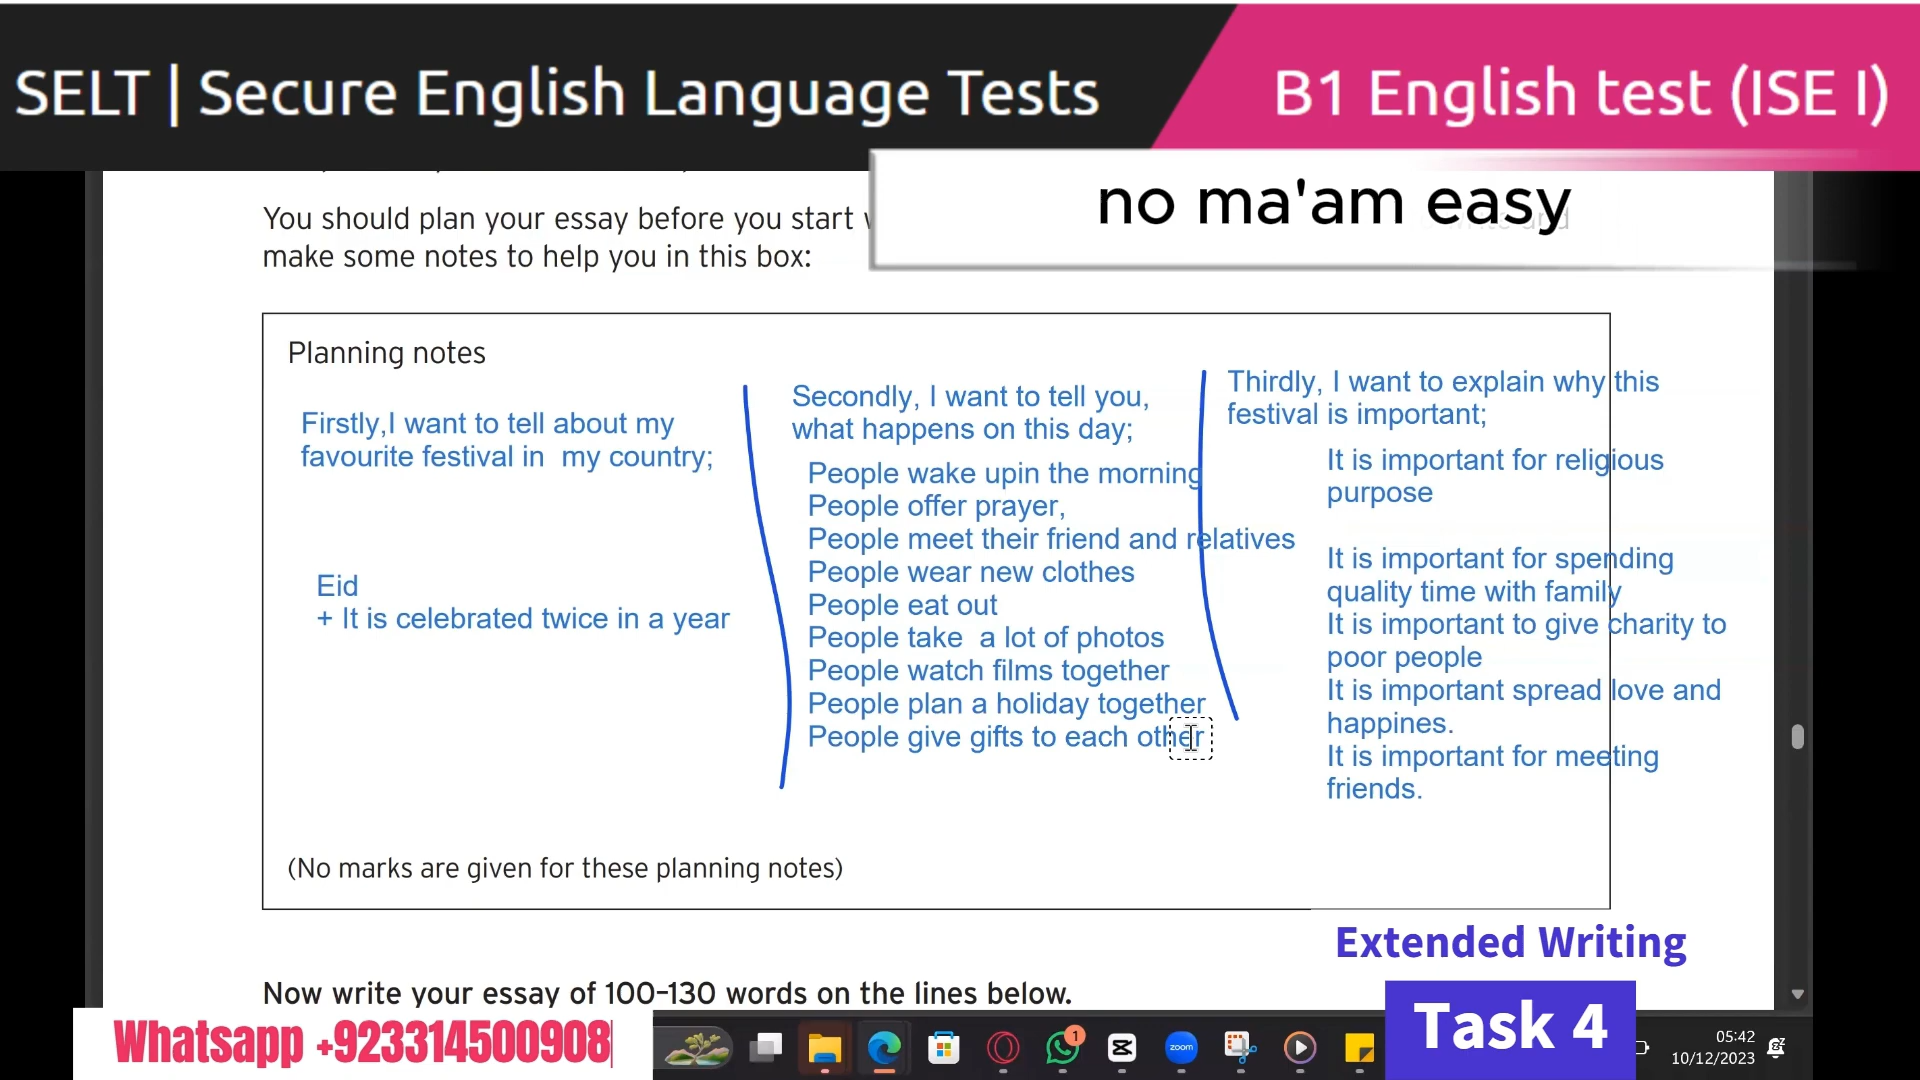 SELT | Secure English Language Tests
B1 English test (ISE I)
no ma'am easy
You should plan your essay before you start
make some notes to help you in this box:
Planning notes
Firstly,I want to tell about my
favourite festival in  my country;
Eid
+ It is celebrated twice in a year
Secondly, I want to tell you,
what happens on this day;
People wake upin the morning
People offer prayer,
People meet their friend and relatives
People wear new clothes
People eat out
People take  a lot of photos
People watch films together
People plan a holiday together
People give gifts to each other
Thirdly, I want to explain why this
festival is important;
It is important for religious
purpose
It is important for spending
quality time with family
It is important to give charity to
poor people
It is important spread love and
happines.
It is important for meeting
friends.
(No marks are given for these planning notes)
Extended Writing
Now write your essay of 100–130 words on the lines below.
Task 4
Whatsapp +923314500908
1
zoom
05:42
10/12/2023